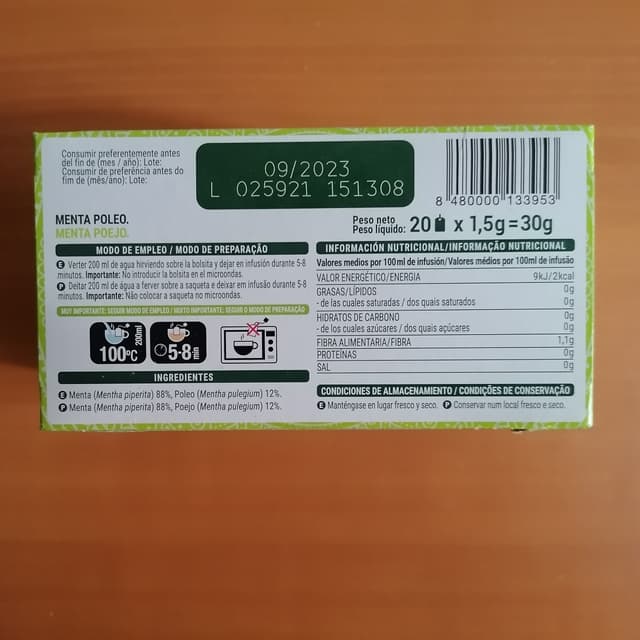 Consumir preferentemente antes
del fin de (mes / año): Lote:
Consumir de preferência antes do
fim de (mês/ano): Lote:
09/2023
L 025921 151308
8 480000 133953
MENTA POLEO.
MENTA POEJO.
Peso neto
Peso líquido: 20 x 1,5g=30g
MODO DE EMPLEO / MODO DE PREPARAÇÃO
E Verter 200 ml de agua hirviendo sobre la bolsita y dejar en infusión durante 5-8
minutos. Importante: No introducir la bolsita en el microondas.
P Deitar 200 ml de água a ferver sobre a saqueta e deixar em infusão durante 5-8
minutos. Importante: Não colocar a saqueta no microondas.
MUY IMPORTANTE: SEGUIR MODO DE EMPLEO / MUITO IMPORTANTE: SEGUIR O MODO DE PREPARAÇÃO
100ºC 200ml
5-8 min
INGREDIENTES
E Menta (Mentha piperita) 88%, Poleo (Mentha pulegium) 12%.
P Menta (Mentha piperita) 88%, Poejo (Mentha pulegium) 12%.
INFORMACIÓN NUTRICIONAL/INFORMAÇÃO NUTRICIONAL
Valores medios por 100 ml de infusión/Valores médios por 100ml de infusão
VALOR ENERGÉTICO/ENERGIA 9kJ/2kcal
GRASAS/LÍPIDOS 0g
- de las cuales saturadas / dos quais saturados 0g
HIDRATOS DE CARBONO 0g
- de los cuales azúcares / dos quais açúcares 0g
FIBRA ALIMENTARIA/FIBRA 1,1g
PROTEÍNAS 0g
SAL 0g
CONDICIONES DE ALMACENAMIENTO / CONDIÇÕES DE CONSERVAÇÃO
E Manténgase en lugar fresco y seco. P Conservar num local fresco e seco.